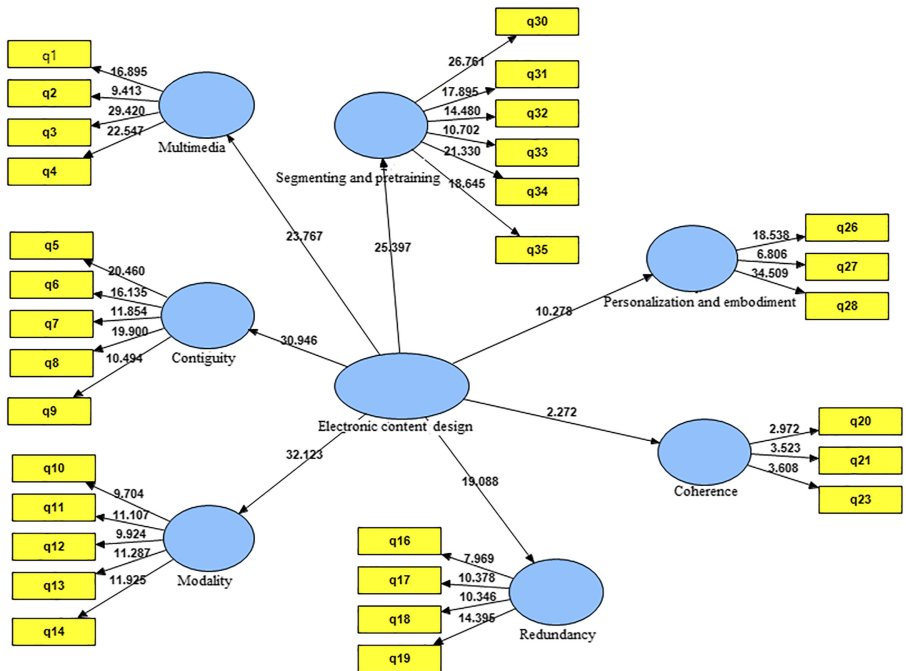 q1
q2
q3
q4
16.895
9.413
29.420
22.547
Multimedia
q30
q31
q32
q33
q34
q35
26.761
17.895
14.480
10.702
21.330
18.645
Segmenting and pretraining
23.767
25.397
q5
q6
q7
q8
q9
20.460
16.135
11.854
19.900
10.494
Contiguity
30.946
q26
q27
q28
18.538
6.806
34.509
Personalization and embodiment
10.278
Electronic content design
2.272
q20
q21
q23
2.972
3.523
3.608
Coherence
32.123
19.088
q10
q11
q12
q13
q14
9.704
11.107
9.924
11.287
11.925
Modality
q16
q17
q18
q19
7.969
10.378
10.346
14.395
Redundancy